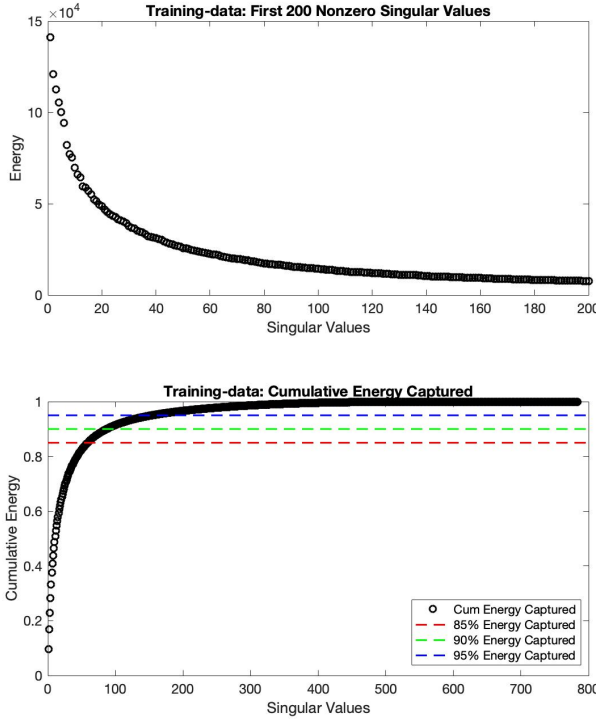 Training-data: First 200 Nonzero Singular Values
×10⁴
15
10
5
0
Energy
0 20 40 60 80 100 120 140 160 180 200
Singular Values
Training-data: Cumulative Energy Captured
1
0.8
0.6
0.4
0.2
0
Cumulative Energy
Cum Energy Captured
85% Energy Captured
90% Energy Captured
95% Energy Captured
0 100 200 300 400 500 600 700 800
Singular Values